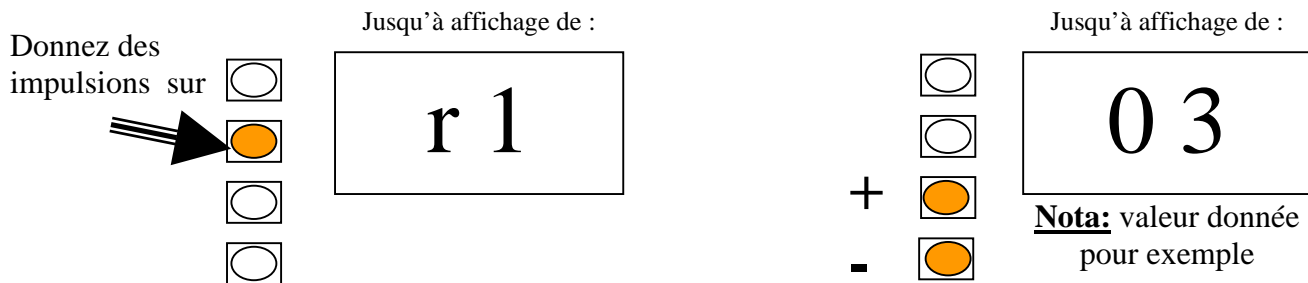 Jusqu’à affichage de :
Donnez des
impulsions sur
r 1
Jusqu’à affichage de :
0 3
+
-
Nota: valeur donnée
pour exemple